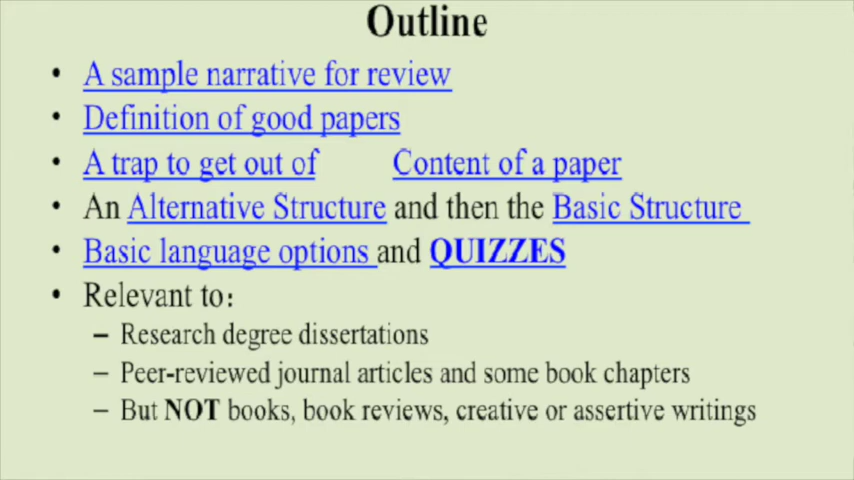 Outline
• A sample narrative for review
• Definition of good papers
• A trap to get out of Content of a paper
• An Alternative Structure and then the Basic Structure
• Basic language options and QUIZZES
• Relevant to:
– Research degree dissertations
– Peer-reviewed journal articles and some book chapters
– But NOT books, book reviews, creative or assertive writings